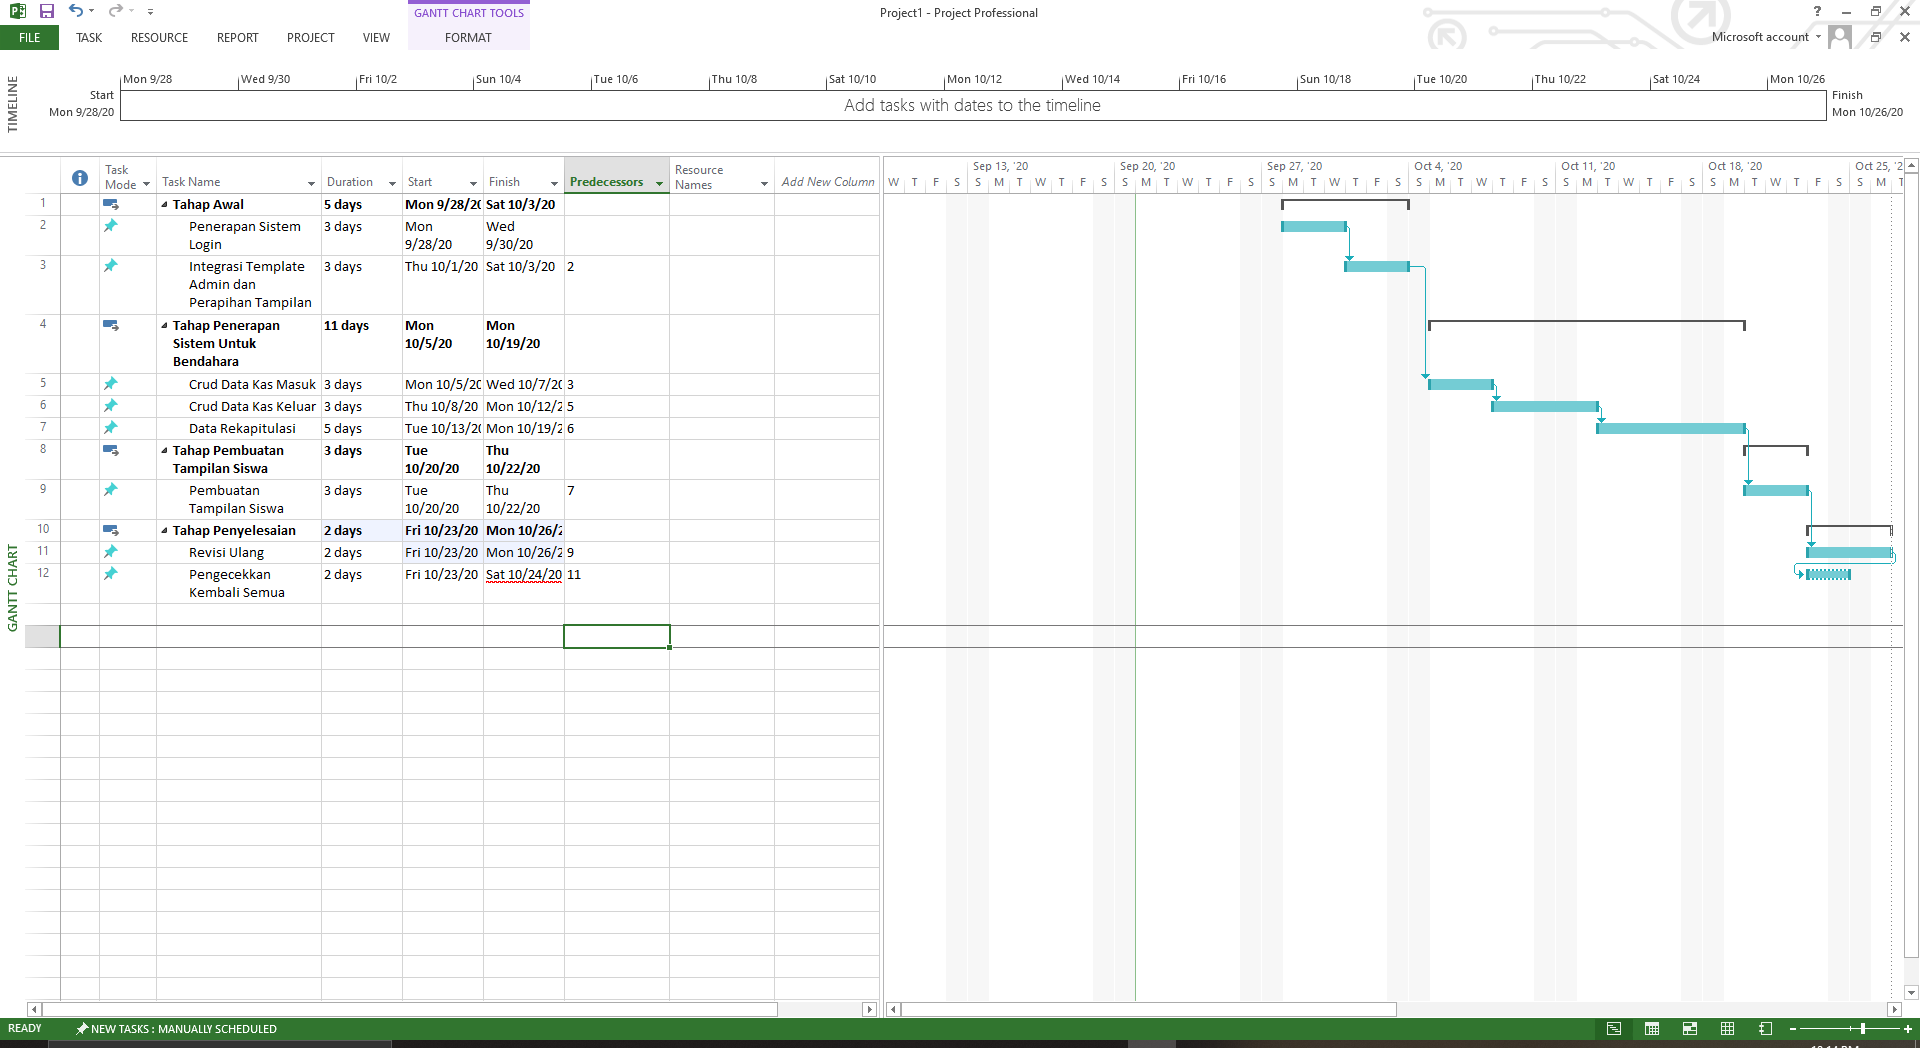 GANTT CHART TOOLS
Project1 - Project Professional
?
FILE TASK RESOURCE REPORT PROJECT VIEW FORMAT
Microsoft account
TIMELINE
Mon 9/28 Wed 9/30 Fri 10/2 Sun 10/4 Tue 10/6 Thu 10/8 Sat 10/10 Mon 10/12 Wed 10/14 Fri 10/16 Sun 10/18 Tue 10/20 Thu 10/22 Sat 10/24 Mon 10/26
Start
Mon 9/28/20
Add tasks with dates to the timeline
Finish
Mon 10/26/20
GANTT CHART
Task Mode Task Name Duration Start Finish Predecessors Resource Names Add New Column
1 Tahap Awal 5 days Mon 9/28/20 Sat 10/3/20
2 Penerapan Sistem Login 3 days Mon 9/28/20 Wed 9/30/20
3 Integrasi Template Admin dan Perapihan Tampilan 3 days Thu 10/1/20 Sat 10/3/20 2
4 Tahap Penerapan Sistem Untuk Bendahara 11 days Mon 10/5/20 Mon 10/19/20
5 Crud Data Kas Masuk 3 days Mon 10/5/20 Wed 10/7/20 3
6 Crud Data Kas Keluar 3 days Thu 10/8/20 Mon 10/12/2 5
7 Data Rekapitulasi 5 days Tue 10/13/20 Mon 10/19/2 6
8 Tahap Pembuatan Tampilan Siswa 3 days Tue 10/20/20 Thu 10/22/20
9 Pembuatan Tampilan Siswa 3 days Tue 10/20/20 Thu 10/22/20 7
10 Tahap Penyelesaian 2 days Fri 10/23/20 Mon 10/26/2
11 Revisi Ulang 2 days Fri 10/23/20 Mon 10/26/2 9
12 Pengecekkan Kembali Semua 2 days Fri 10/23/20 Sat 10/24/20 11
Sep 13, '20 Sep 20, '20 Sep 27, '20 Oct 4, '20 Oct 11, '20 Oct 18, '20 Oct 25, '2
W T F S S M T W T F S S M T W T F S S M T W T F S S M T W T F S S M T W T F S S M T W T F S S M T
READY NEW TASKS : MANUALLY SCHEDULED